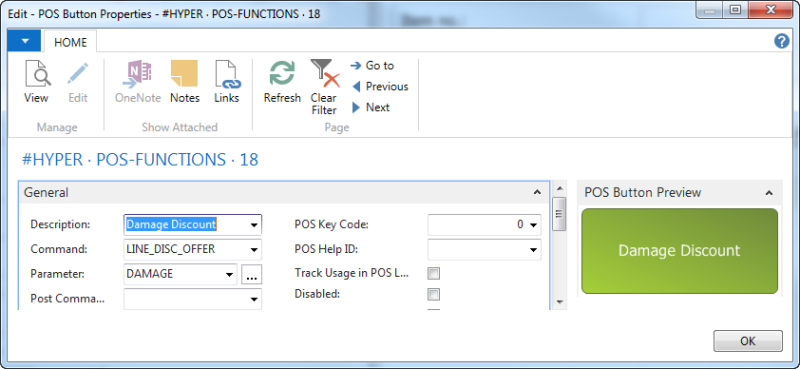 Edit - POS Button Properties - #HYPER · POS-FUNCTIONS · 18
Item no.:
HOME
View
Edit
OneNote
Notes
Links
Refresh
Clear Filter
Go to
Previous
Next
Manage
Show Attached
Page
#HYPER · POS-FUNCTIONS · 18
General
Description: Damage Discount
POS Key Code: 0
Command: LINE_DISC_OFFER
POS Help ID:
Parameter: DAMAGE ...
Track Usage in POS L...
Post Comma...
Disabled:
POS Button Preview
Damage Discount
OK